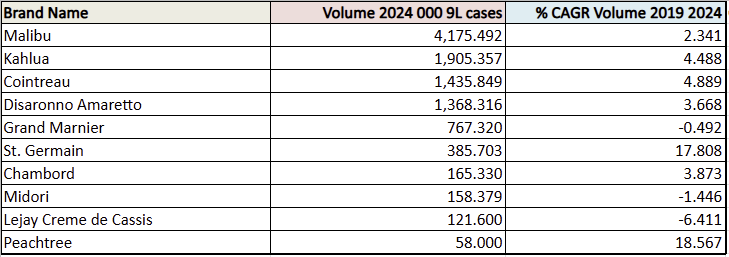 Brand Name Volume 2024 000 9L cases % CAGR Volume 2019 2024
Malibu 4,175.492 2.341
Kahlua 1,905.357 4.488
Cointreau 1,435.849 4.889
Disaronno Amaretto 1,368.316 3.668
Grand Marnier 767.320 -0.492
St. Germain 385.703 17.808
Chambord 165.330 3.873
Midori 158.379 -1.446
Lejay Creme de Cassis 121.600 -6.411
Peachtree 58.000 18.567